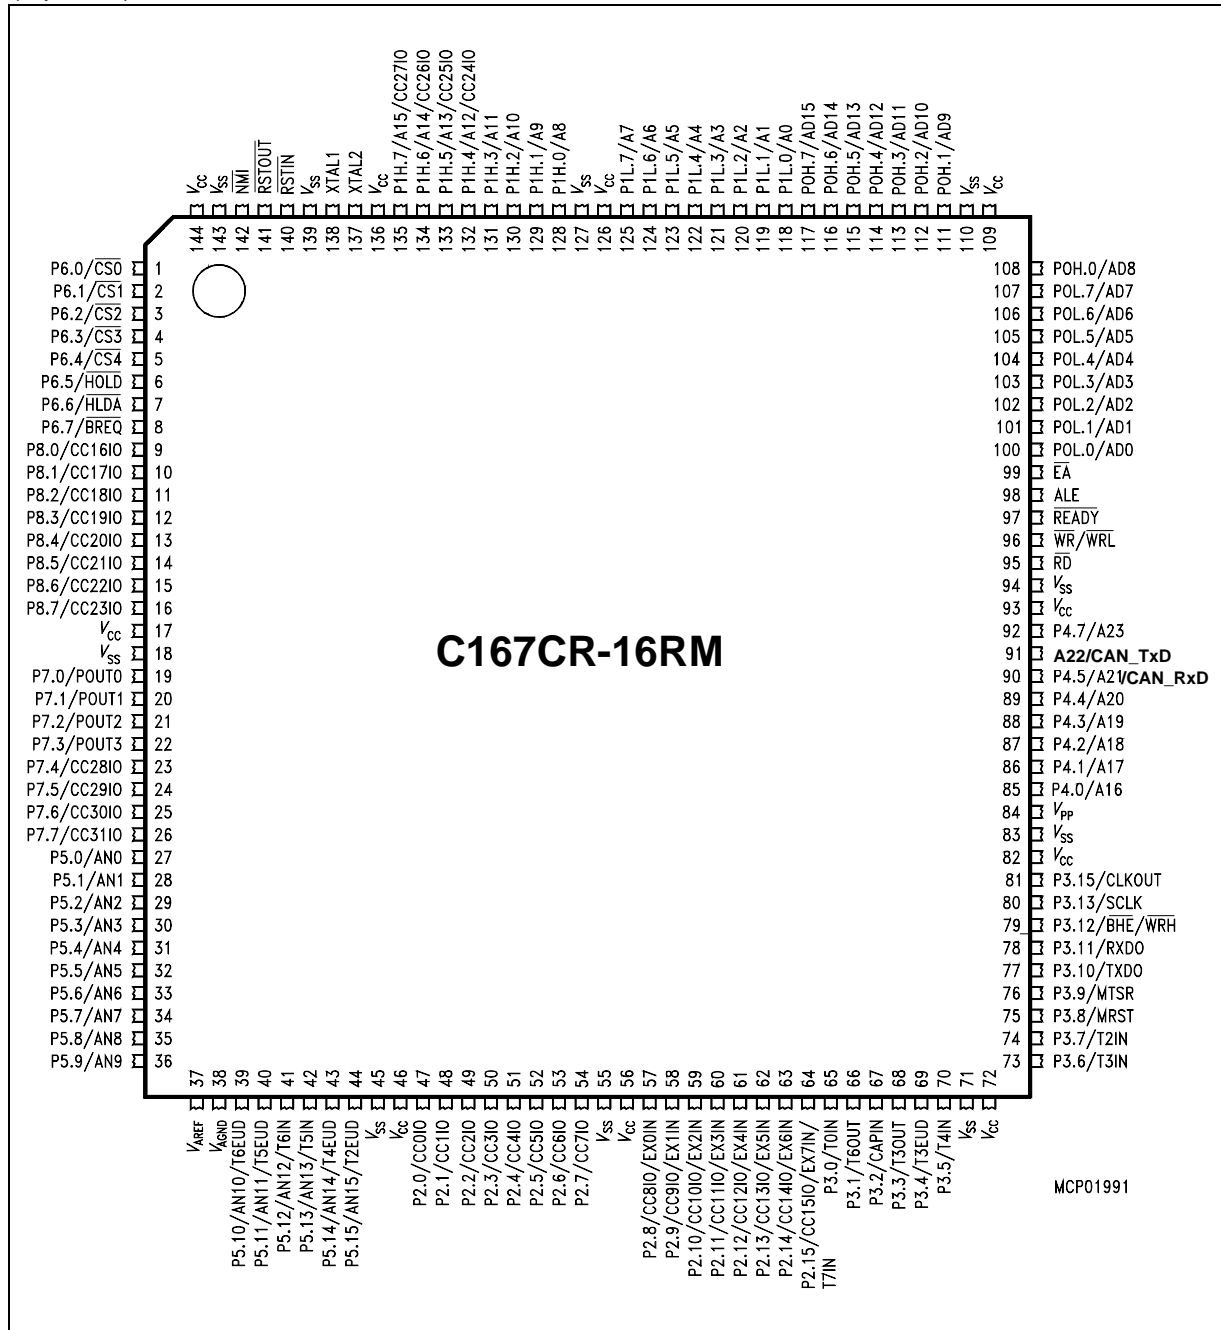 VCC
VSS
NMI
RSTOUT
RSTIN
VSS
XTAL1
XTAL2
VCC
P1H.7/A15/CC27IO
P1H.6/A14/CC26IO
P1H.5/A13/CC25IO
P1H.4/A12/CC24IO
P1H.3/A11
P1H.2/A10
P1H.1/A9
P1H.0/A8
VSS
VCC
P1L.7/A7
P1L.6/A6
P1L.5/A5
P1L.4/A4
P1L.3/A3
P1L.2/A2
P1L.1/A1
P1L.0/A0
P0H.7/AD15
P0H.6/AD14
P0H.5/AD13
P0H.4/AD12
P0H.3/AD11
P0H.2/AD10
P0H.1/AD9
VSS
VCC
144
143
142
141
140
139
138
137
136
135
134
133
132
131
130
129
128
127
126
125
124
123
122
121
120
119
118
117
116
115
114
113
112
111
110
109
P6.0/CS0 1
P6.1/CS1 2
P6.2/CS2 3
P6.3/CS3 4
P6.4/CS4 5
P6.5/HOLD 6
P6.6/HLDA 7
P6.7/BREQ 8
P8.0/CC16IO 9
P8.1/CC17IO 10
P8.2/CC18IO 11
P8.3/CC19IO 12
P8.4/CC20IO 13
P8.5/CC21IO 14
P8.6/CC22IO 15
P8.7/CC23IO 16
VCC 17
VSS 18
P7.0/POUT0 19
P7.1/POUT1 20
P7.2/POUT2 21
P7.3/POUT3 22
P7.4/CC28IO 23
P7.5/CC29IO 24
P7.6/CC30IO 25
P7.7/CC31IO 26
P5.0/AN0 27
P5.1/AN1 28
P5.2/AN2 29
P5.3/AN3 30
P5.4/AN4 31
P5.5/AN5 32
P5.6/AN6 33
P5.7/AN7 34
P5.8/AN8 35
P5.9/AN9 36
C167CR-16RM
108 P0H.0/AD8
107 P0L.7/AD7
106 P0L.6/AD6
105 P0L.5/AD5
104 P0L.4/AD4
103 P0L.3/AD3
102 P0L.2/AD2
101 P0L.1/AD1
100 P0L.0/AD0
99 EA
98 ALE
97 READY
96 WR/WRL
95 RD
94 VSS
93 VCC
92 P4.7/A23
91 A22/CAN_TxD
90 P4.5/A21/CAN_RxD
89 P4.4/A20
88 P4.3/A19
87 P4.2/A18
86 P4.1/A17
85 P4.0/A16
84 VPP
83 VSS
82 VCC
81 P3.15/CLKOUT
80 P3.13/SCLK
79 P3.12/BHE/WRH
78 P3.11/RXD0
77 P3.10/TXD0
76 P3.9/MTSR
75 P3.8/MRST
74 P3.7/T2IN
73 P3.6/T3IN
37
38
39
40
41
42
43
44
45
46
47
48
49
50
51
52
53
54
55
56
57
58
59
60
61
62
63
64
65
66
67
68
69
70
71
72
VAREF
VAGND
P5.10/AN10/T6EUD
P5.11/AN11/T5EUD
P5.12/AN12/T6IN
P5.13/AN13/T5IN
P5.14/AN14/T4EUD
P5.15/AN15/T2EUD
VSS
VCC
P2.0/CC0IO
P2.1/CC1IO
P2.2/CC2IO
P2.3/CC3IO
P2.4/CC4IO
P2.5/CC5IO
P2.6/CC6IO
P2.7/CC7IO
VSS
VCC
P2.8/CC8IO/EX0IN
P2.9/CC9IO/EX1IN
P2.10/CC10IO/EX2IN
P2.11/CC11IO/EX3IN
P2.12/CC12IO/EX4IN
P2.13/CC13IO/EX5IN
P2.14/CC14IO/EX6IN
P2.15/CC15IO/EX7IN/
T7IN
P3.0/T0IN
P3.1/T6OUT
P3.2/CAPIN
P3.3/T3OUT
P3.4/T3EUD
P3.5/T4IN
VSS
VCC
MCP01991